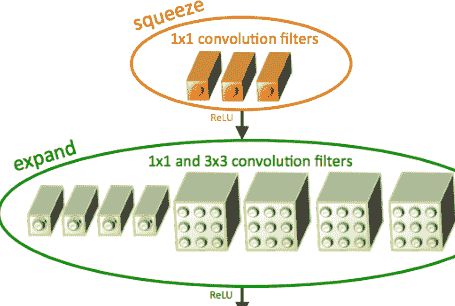 squeeze
1x1 convolution filters
ReLU
expand
1x1 and 3x3 convolution filters
ReLU